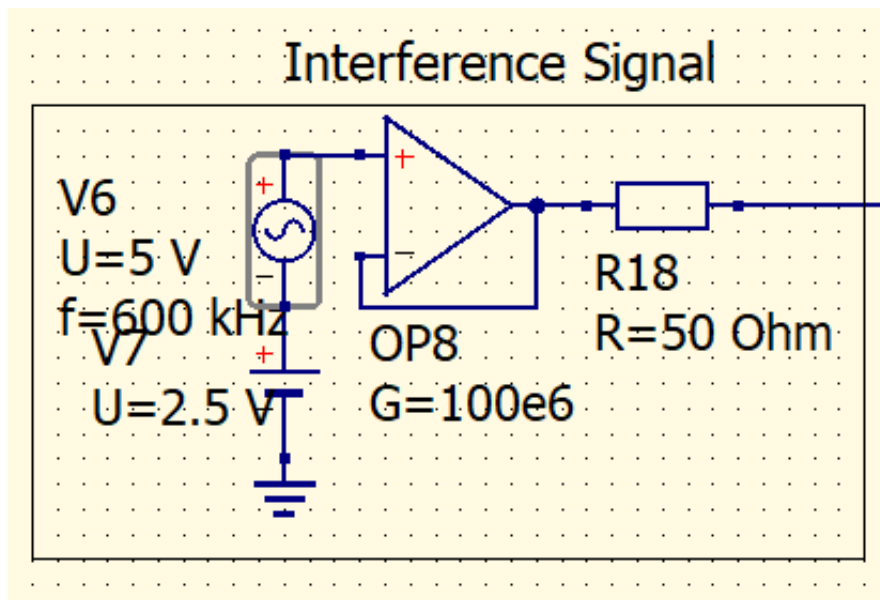 Interference Signal
V6
U=5 V
f=600 kHz
V7
U=2.5 V
+
−
+
+
−
OP8
G=100e6
R18
R=50 Ohm